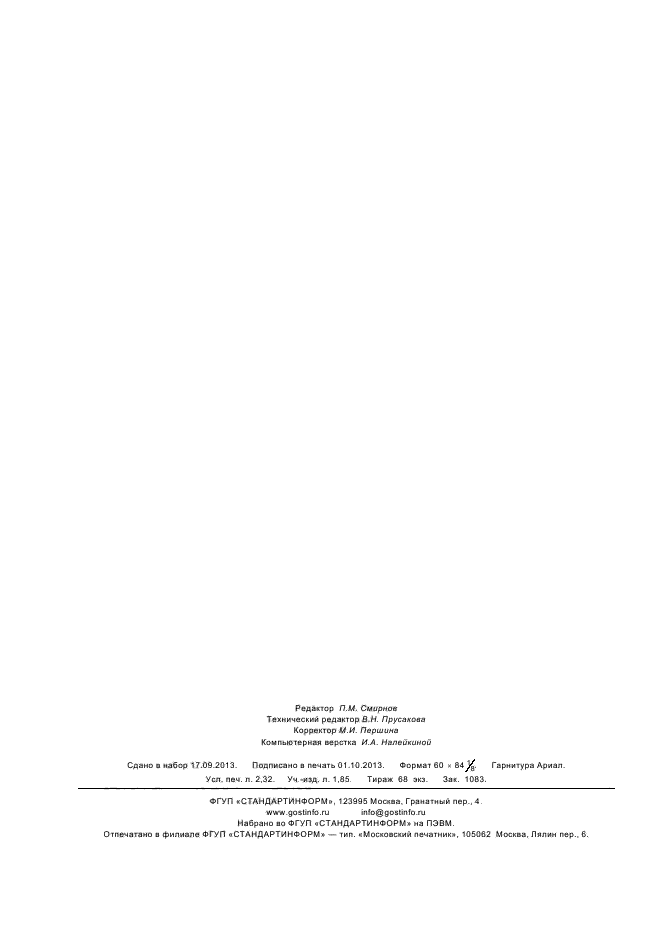 Редактор П.М. Смирнов
Технический редактор В.Н. Прусакова
Корректор М.И. Першина
Компьютерная верстка И.А. Налейкиной
Сдано в набор 17.09.2013. Подписано в печать 01.10.2013. Формат 60 × 84 1/8. Гарнитура Ариал.
Усл. печ. л. 2,32. Уч.-изд. л. 1,85. Тираж 68 экз. Зак. 1083.
ФГУП «СТАНДАРТИНФОРМ», 123995 Москва, Гранатный пер., 4.
www.gostinfo.ru info@gostinfo.ru
Набрано во ФГУП «СТАНДАРТИНФОРМ» на ПЭВМ.
Отпечатано в филиале ФГУП «СТАНДАРТИНФОРМ» — тип. «Московский печатник», 105062 Москва, Лялин пер., 6.